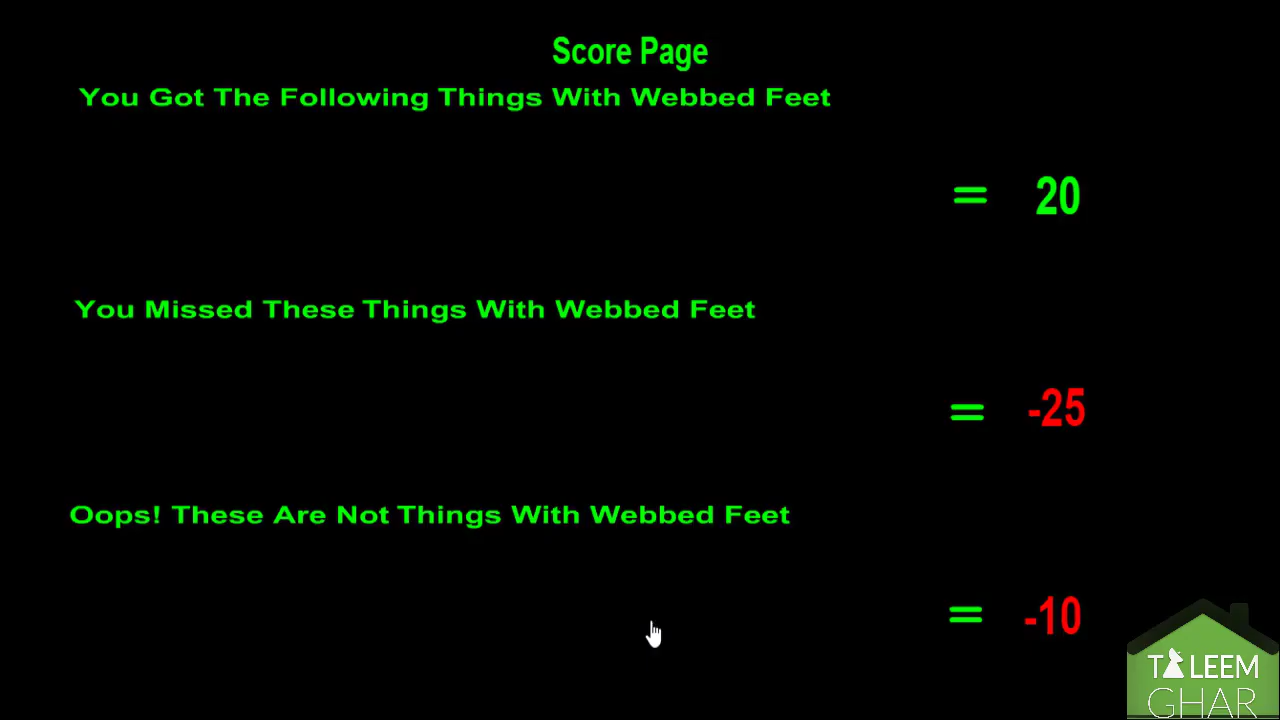 Score Page
You Got The Following Things With Webbed Feet
= 20
You Missed These Things With Webbed Feet
= -25
Oops! These Are Not Things With Webbed Feet
= -10
TALEEM
GHAR